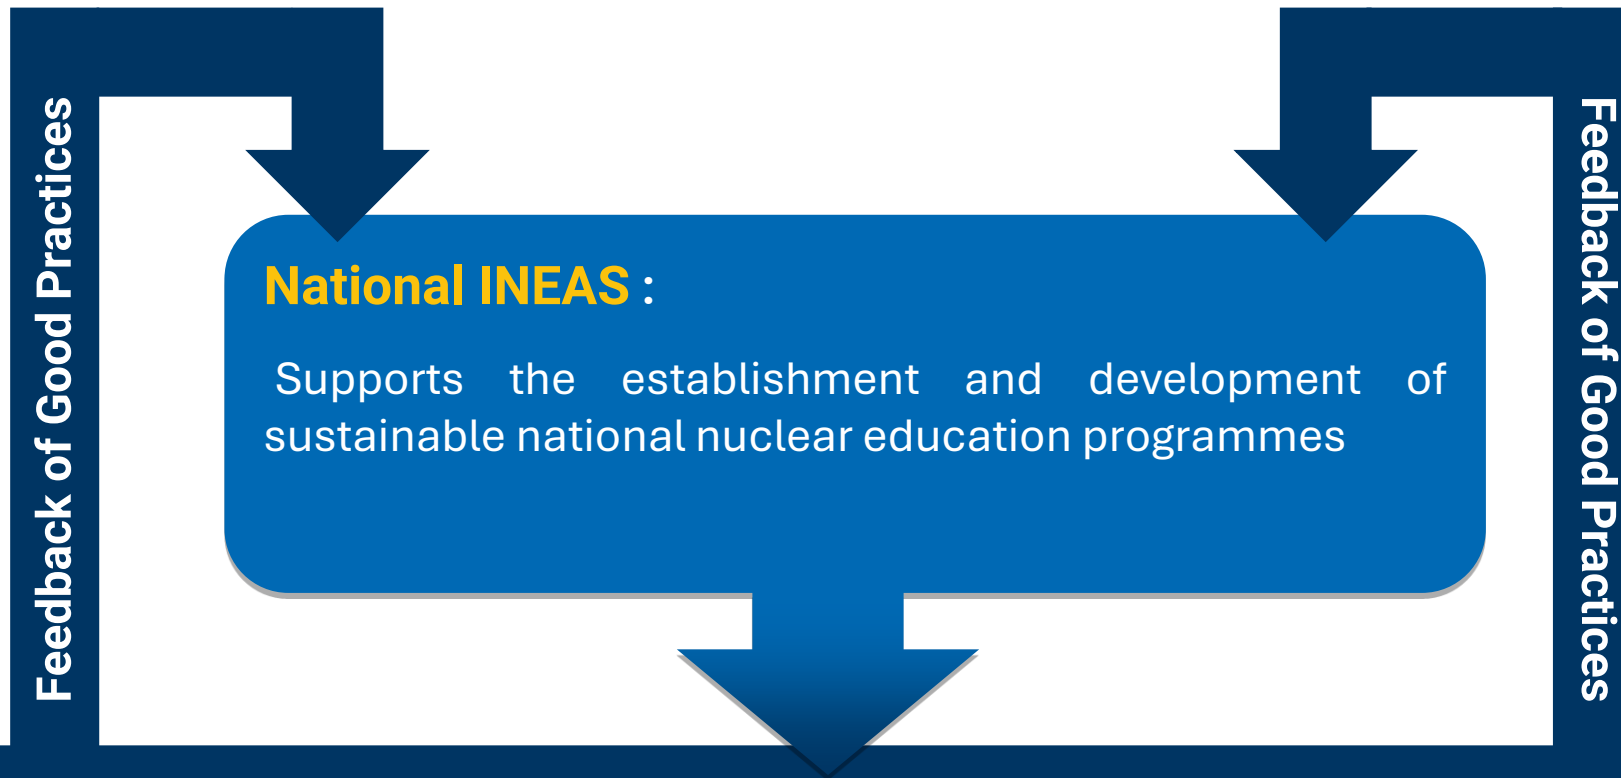 Feedback of Good Practices
National INEAS :
Supports the establishment and development of
sustainable national nuclear education programmes
Feedback of Good Practices